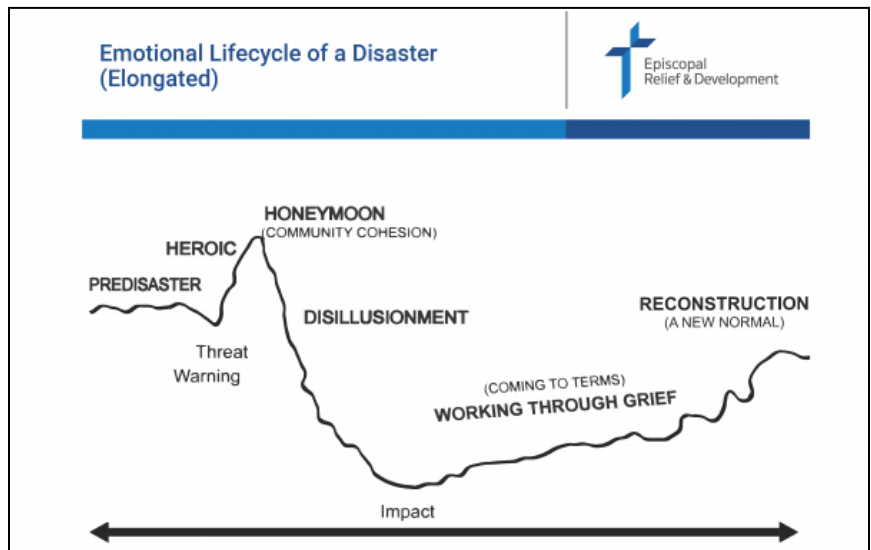 Emotional Lifecycle of a Disaster
(Elongated)
Episcopal
Relief & Development
HONEYMOON
(COMMUNITY COHESION)
HEROIC
PREDISASTER
DISILLUSIONMENT
RECONSTRUCTION
(A NEW NORMAL)
Threat
Warning
(COMING TO TERMS)
WORKING THROUGH GRIEF
Impact